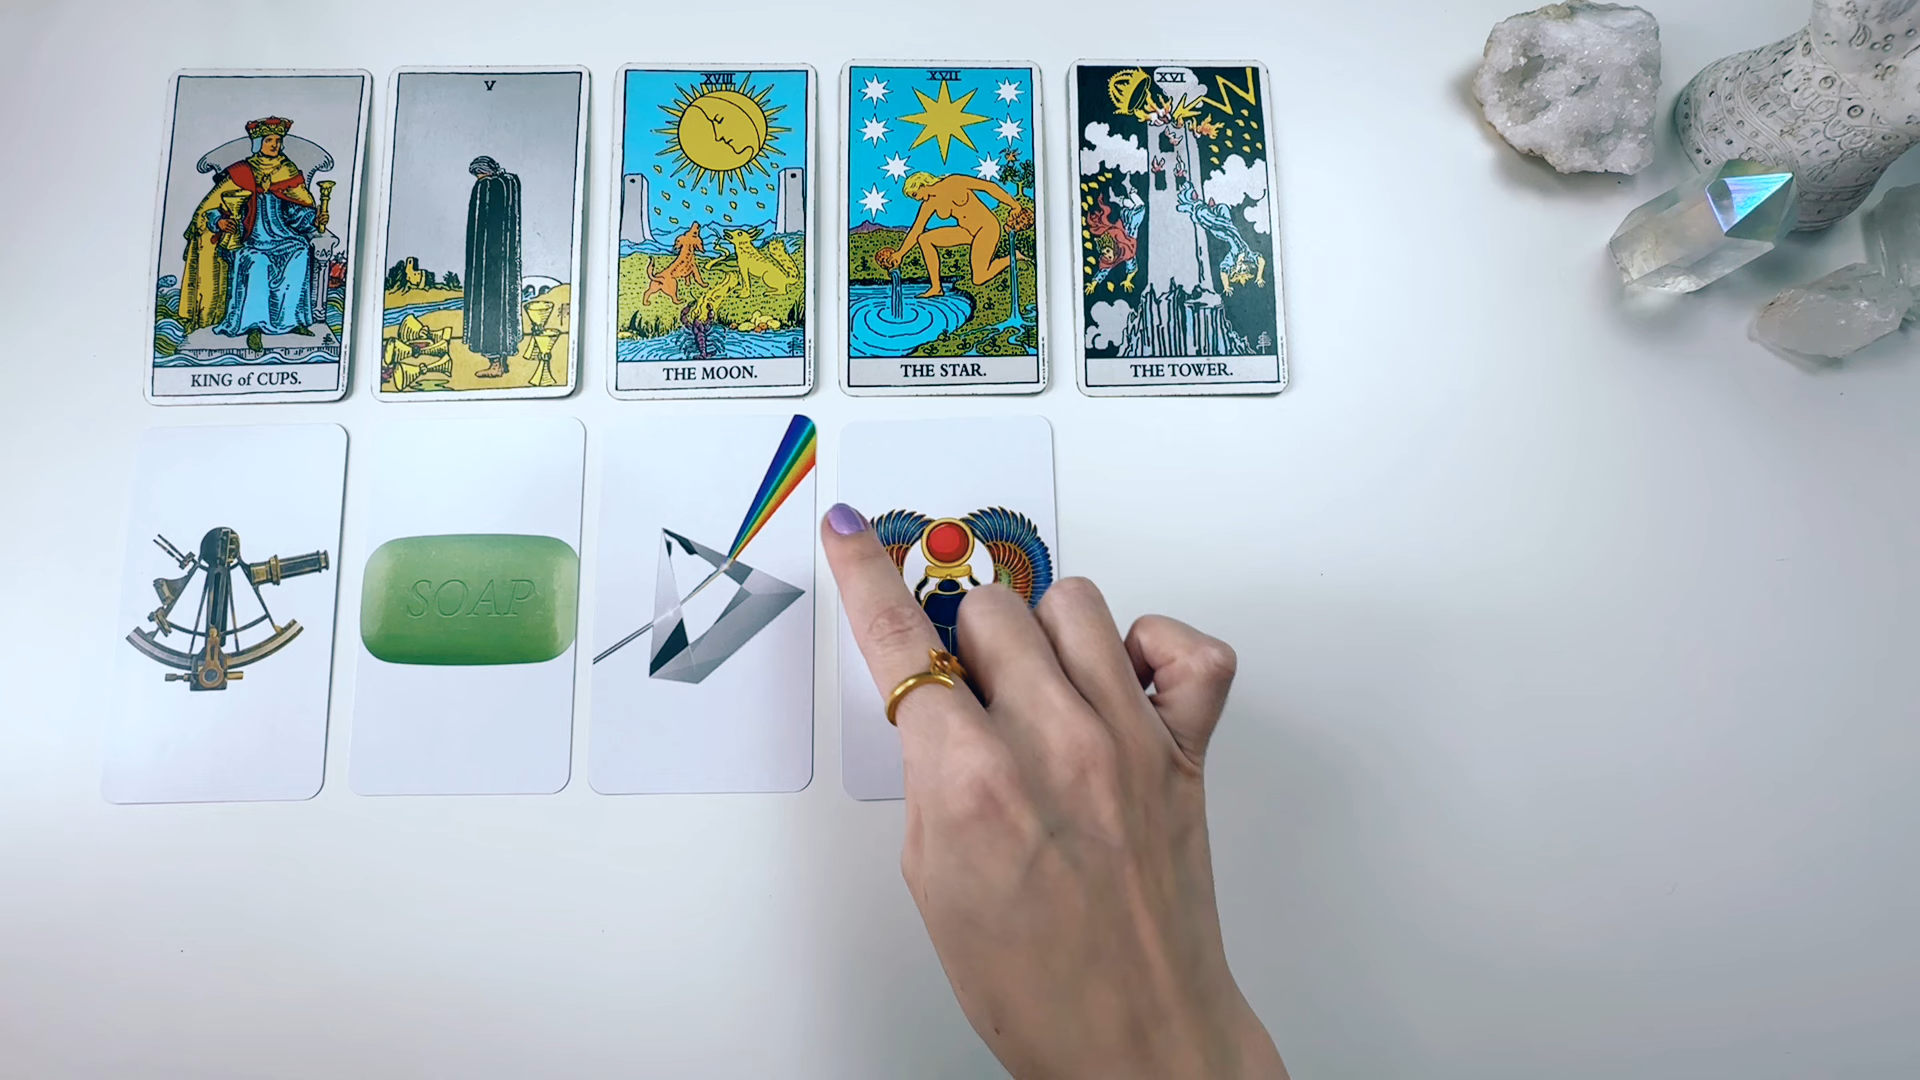 V
XVIII
XVII
XVI
KING of CUPS.
THE MOON.
THE STAR.
THE TOWER.
SOAP